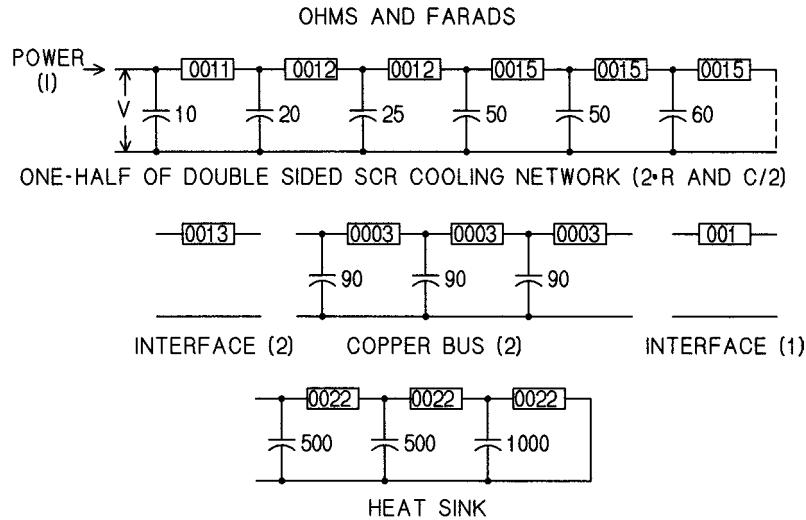 OHMS AND FARADS
POWER
(I)
V
0011 0012 0012 0015 0015 0015
10 20 25 50 50 60
ONE-HALF OF DOUBLE SIDED SCR COOLING NETWORK (2•R AND C/2)
0013 0003 0003 0003 001
90 90 90
INTERFACE (2) COPPER BUS (2) INTERFACE (1)
0022 0022 0022
500 500 1000
HEAT SINK